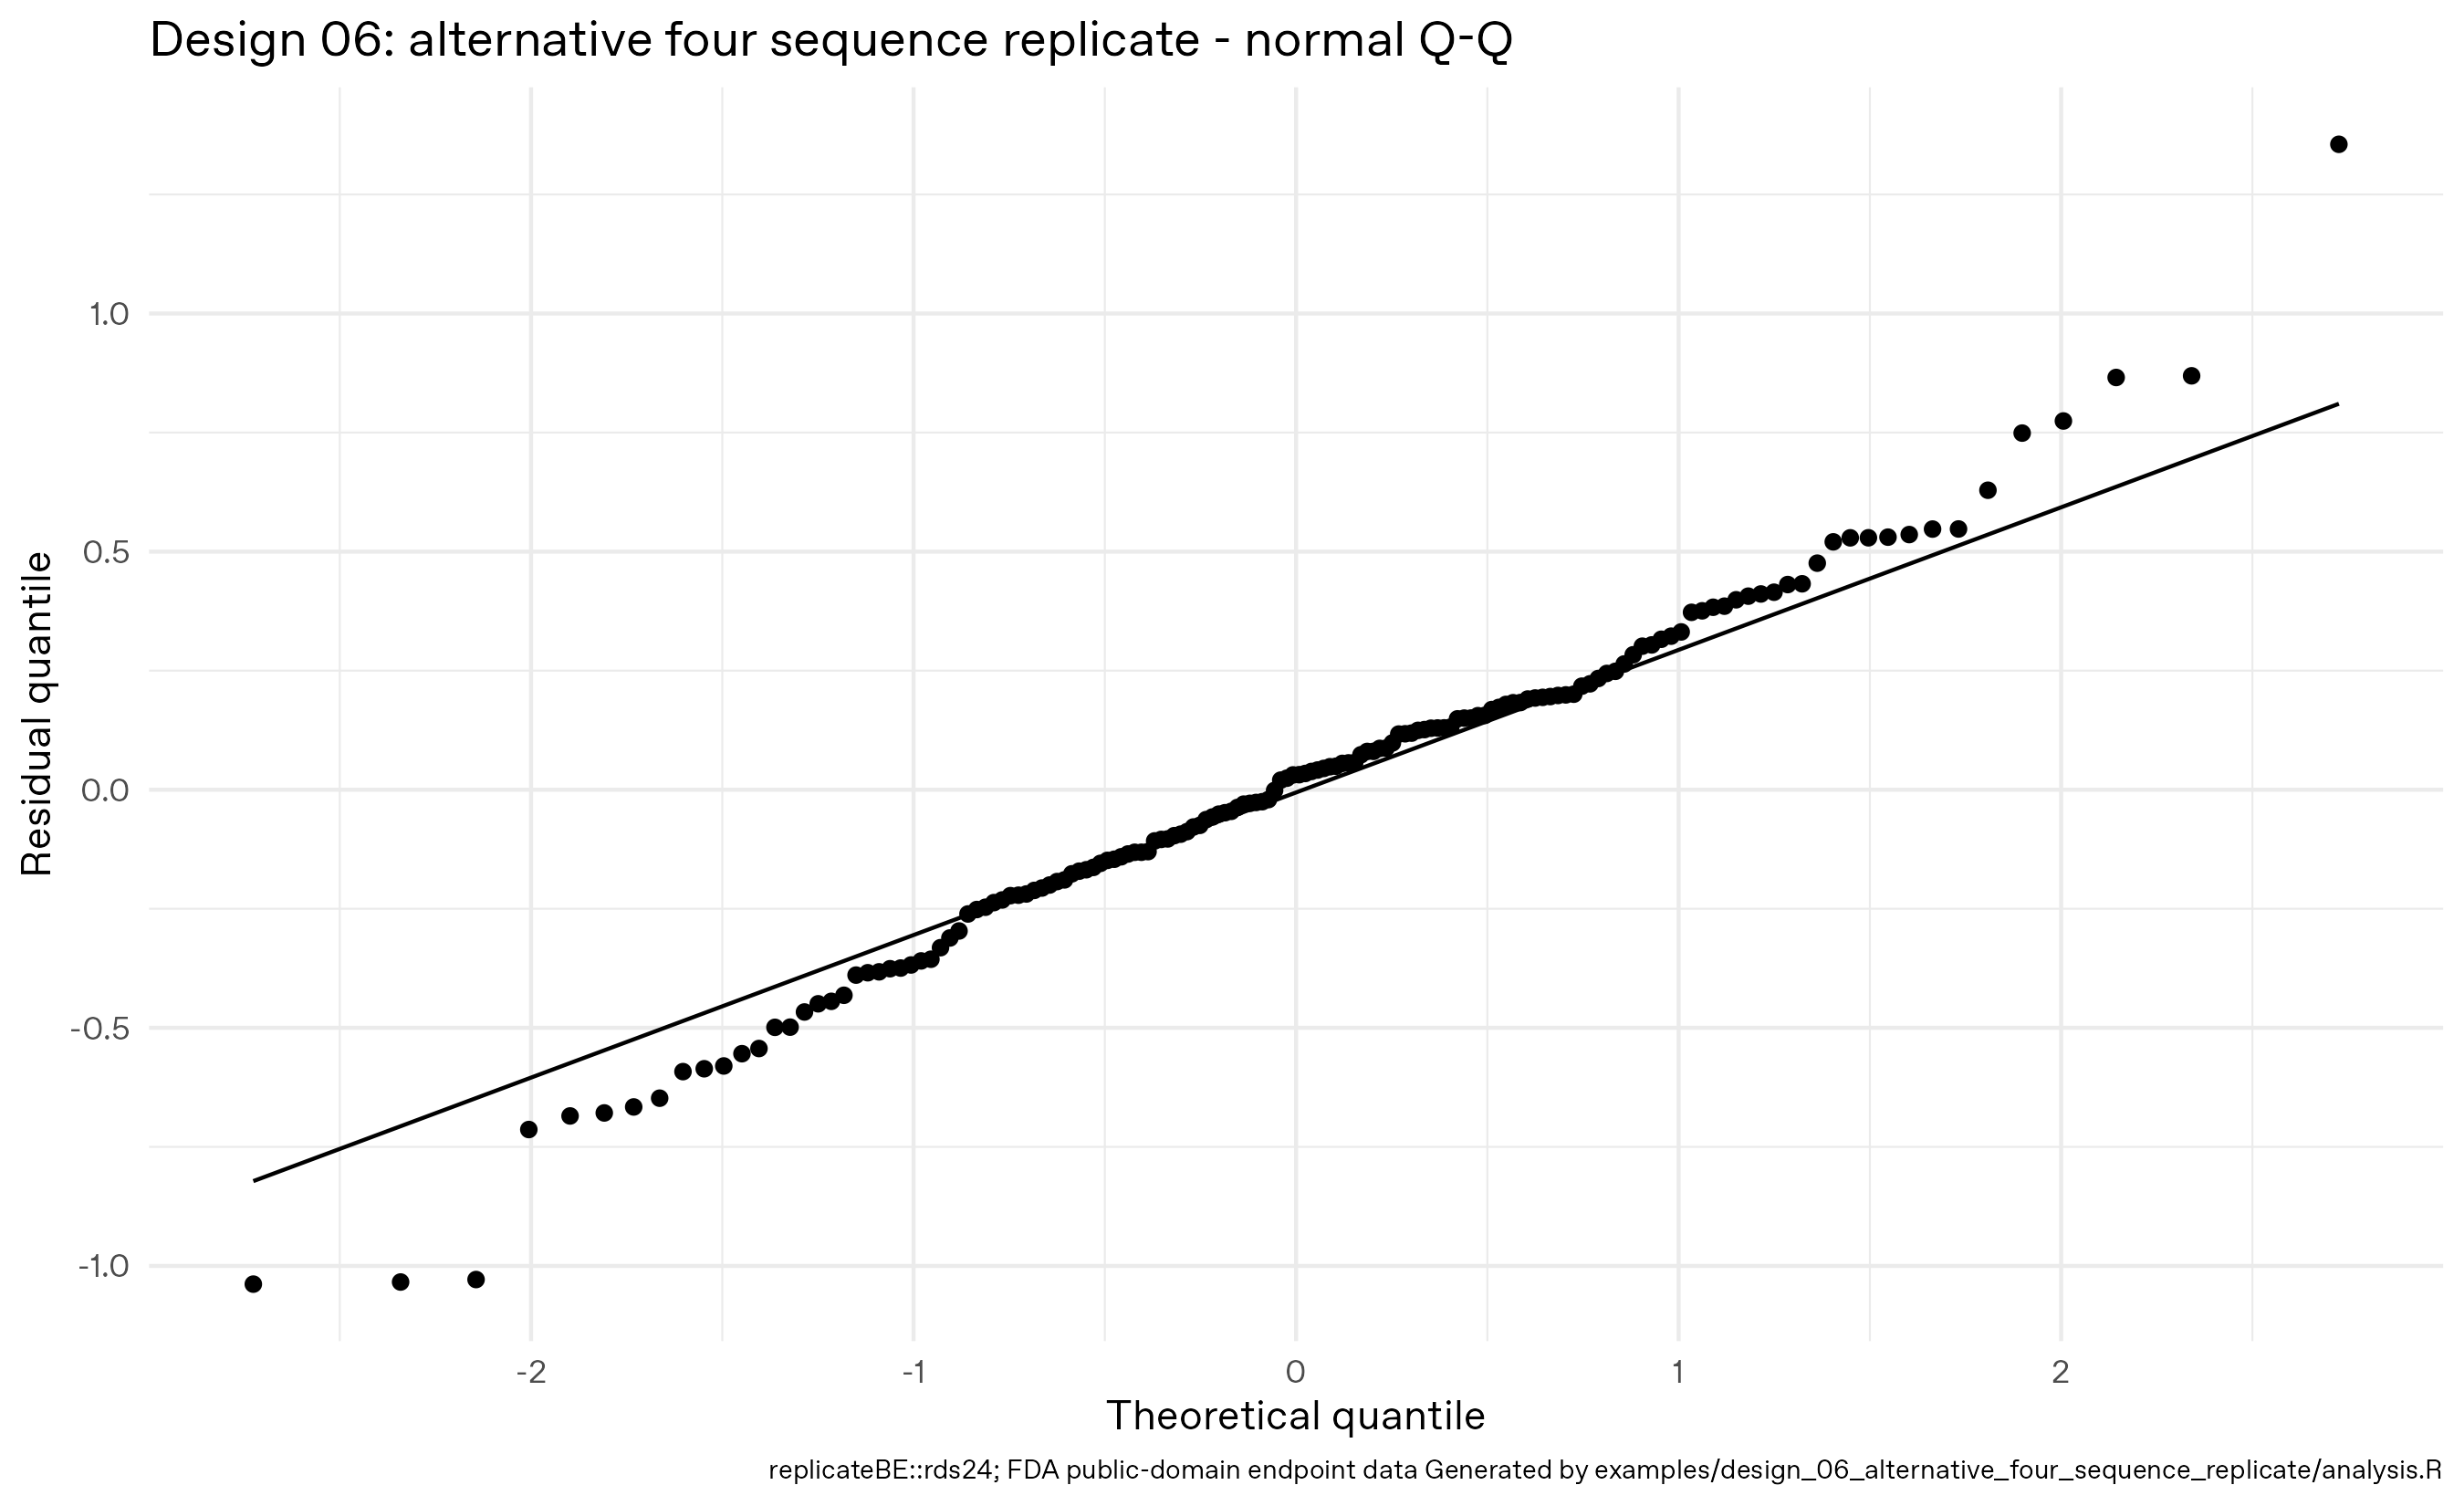 Design 06: alternative four sequence replicate - normal Q-Q
Residual quantile
1.0
0.5
0.0
-0.5
-1.0
-2
-1
0
1
2
Theoretical quantile
replicateBE::rds24; FDA public-domain endpoint data Generated by examples/design_06_alternative_four_sequence_replicate/analysis.R